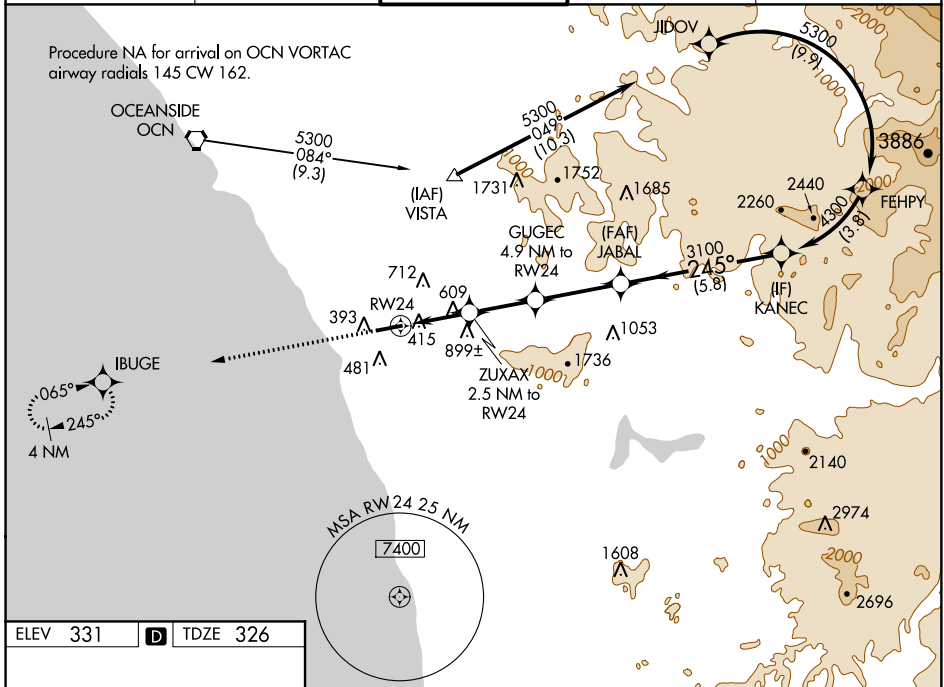 Procedure NA for arrival on OCN VORTAC
airway radials 145 CW 162.
JIDOV
5300
(9.9)
1000
2000
OCEANSIDE
OCN
5300
084°
(9.3)
5300
049°
(10.3)
1000
(IAF)
VISTA
1731
1752
1685
3886
2000
FEHPY
2260
2440
4300
(3.8)
GUGEC
4.9 NM to
RW24
(FAF)
JABAL
3100
245°
(5.8)
(IF)
KANEC
712
609
RW24
393
415
481
899±
ZUXAX
2.5 NM to
RW24
1000
1736
1053
IBUGE
065°
245°
4 NM
1000
2140
2974
2000
2696
1608
MSA RW24 25 NM
7400
ELEV 331 D TDZE 326